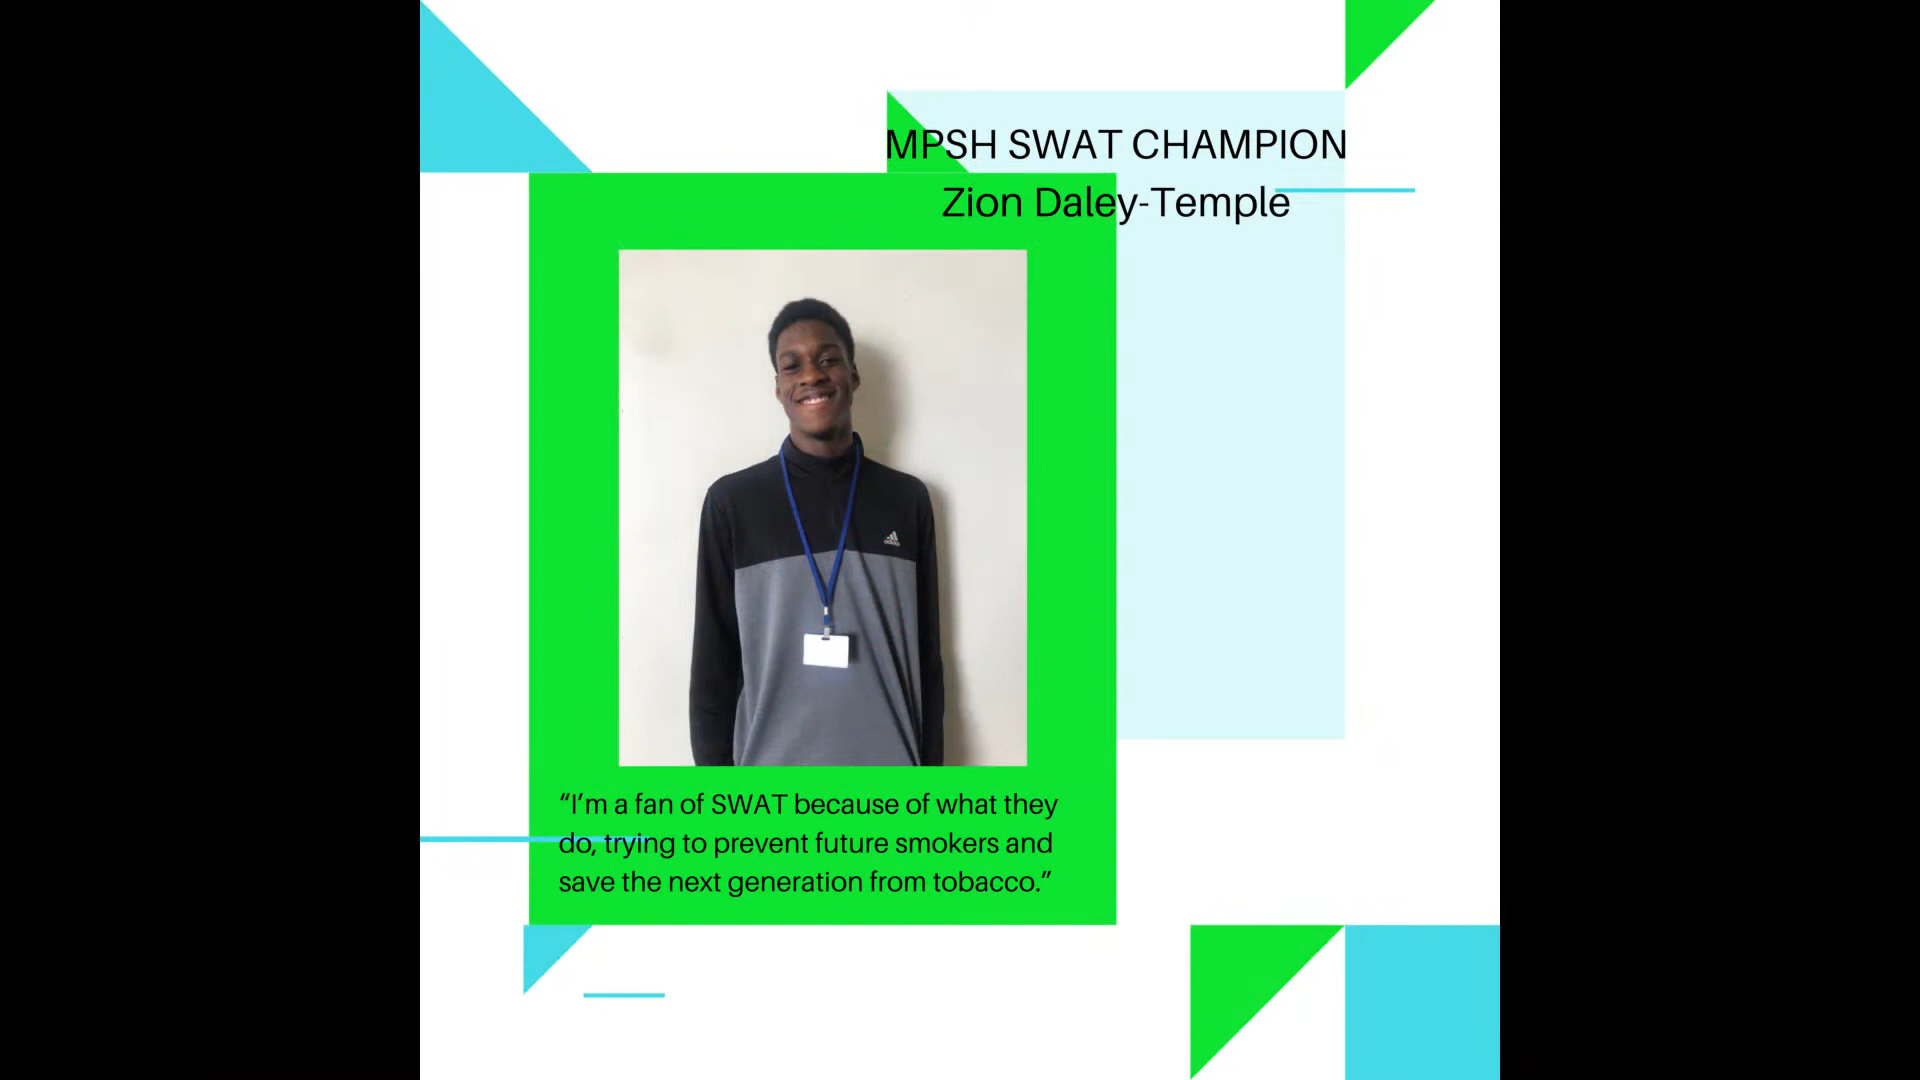 MPSH SWAT CHAMPION
Zion Daley-Temple
“I’m a fan of SWAT because of what they
do, trying to prevent future smokers and
save the next generation from tobacco.”